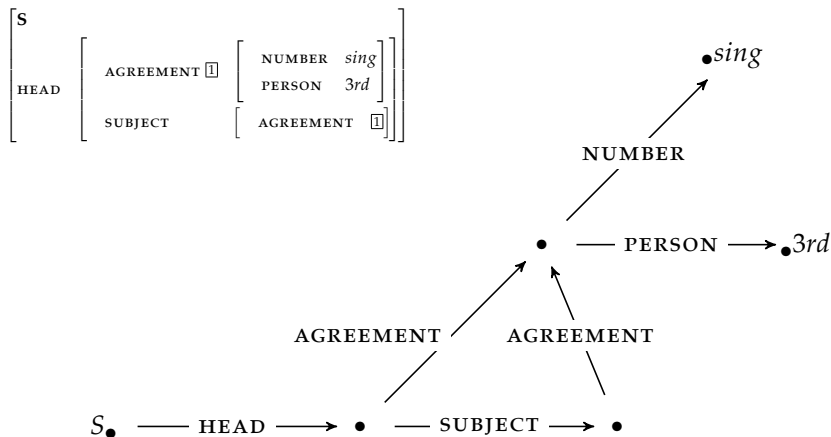 S
AGREEMENT 1 NUMBER sing
PERSON 3rd
HEAD
SUBJECT AGREEMENT 1
sing
NUMBER
PERSON 3rd
AGREEMENT AGREEMENT
S HEAD SUBJECT